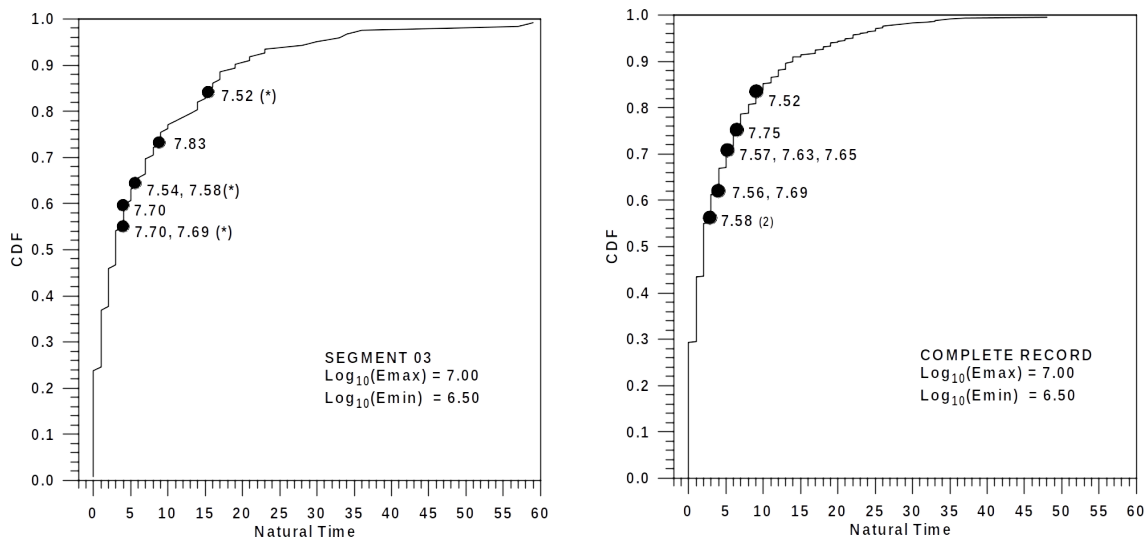 1.0
0.9
0.8
0.7
0.6
0.5
0.4
0.3
0.2
0.1
0.0
CDF
7.52 (*)
7.83
7.54, 7.58(*)
7.70
7.70, 7.69 (*)
SEGMENT 03
Log10(Emax) = 7.00
Log10(Emin) = 6.50
0 5 10 15 20 25 30 35 40 45 50 55 60
Natural Time
1.0
0.9
0.8
0.7
0.6
0.5
0.4
0.3
0.2
0.1
0.0
CDF
7.52
7.75
7.57, 7.63, 7.65
7.56, 7.69
7.58 (2)
COMPLETE RECORD
Log10(Emax) = 7.00
Log10(Emin) = 6.50
0 5 10 15 20 25 30 35 40 45 50 55 60
Natural Time